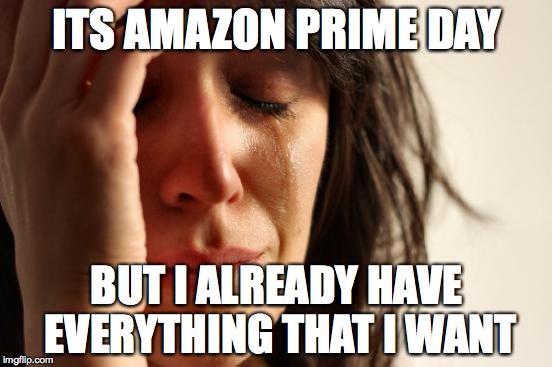 ITS AMAZON PRIME DAY
BUT I ALREADY HAVE
EVERYTHING THAT I WANT
imgflip.com